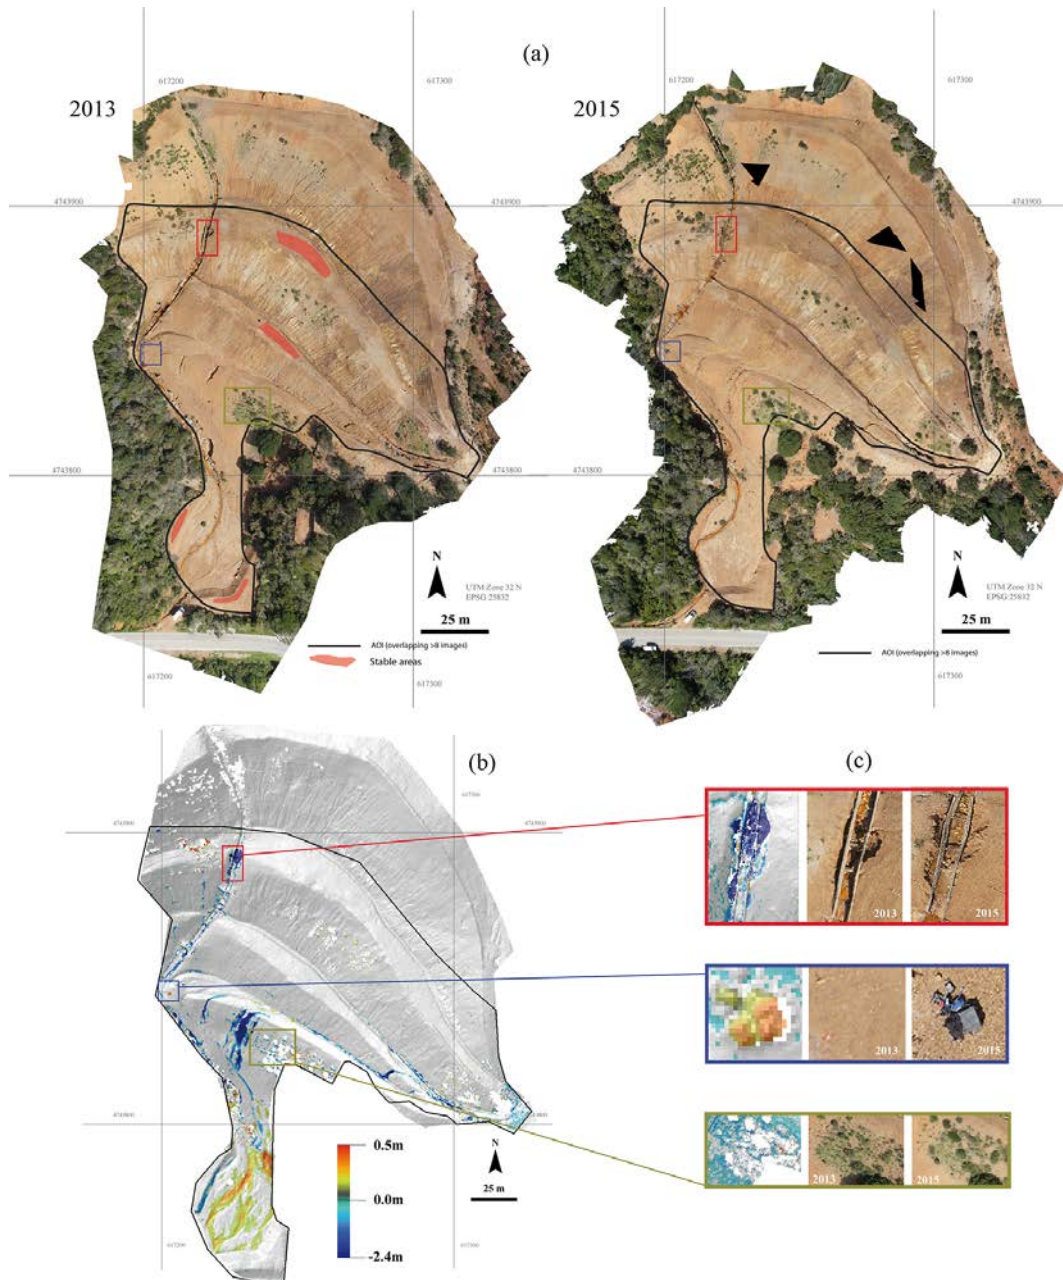 (a)
617200
617300
617200
617300
2013
2015
4743900
4743900
4743800
4743800
N
UTM Zone 32 N
EPSG:25832
25 m
AOI (overlapping >8 images)
Stable areas
617200
617300
N
UTM Zone 32 N
EPSG:25832
25 m
AOI (overlapping >8 images)
617200
617300
(b)
(c)
4743900
4743900
2013
2015
2013
2015
4743800
0.5m
0.0m
-2.4m
N
25 m
2013
2015
617200